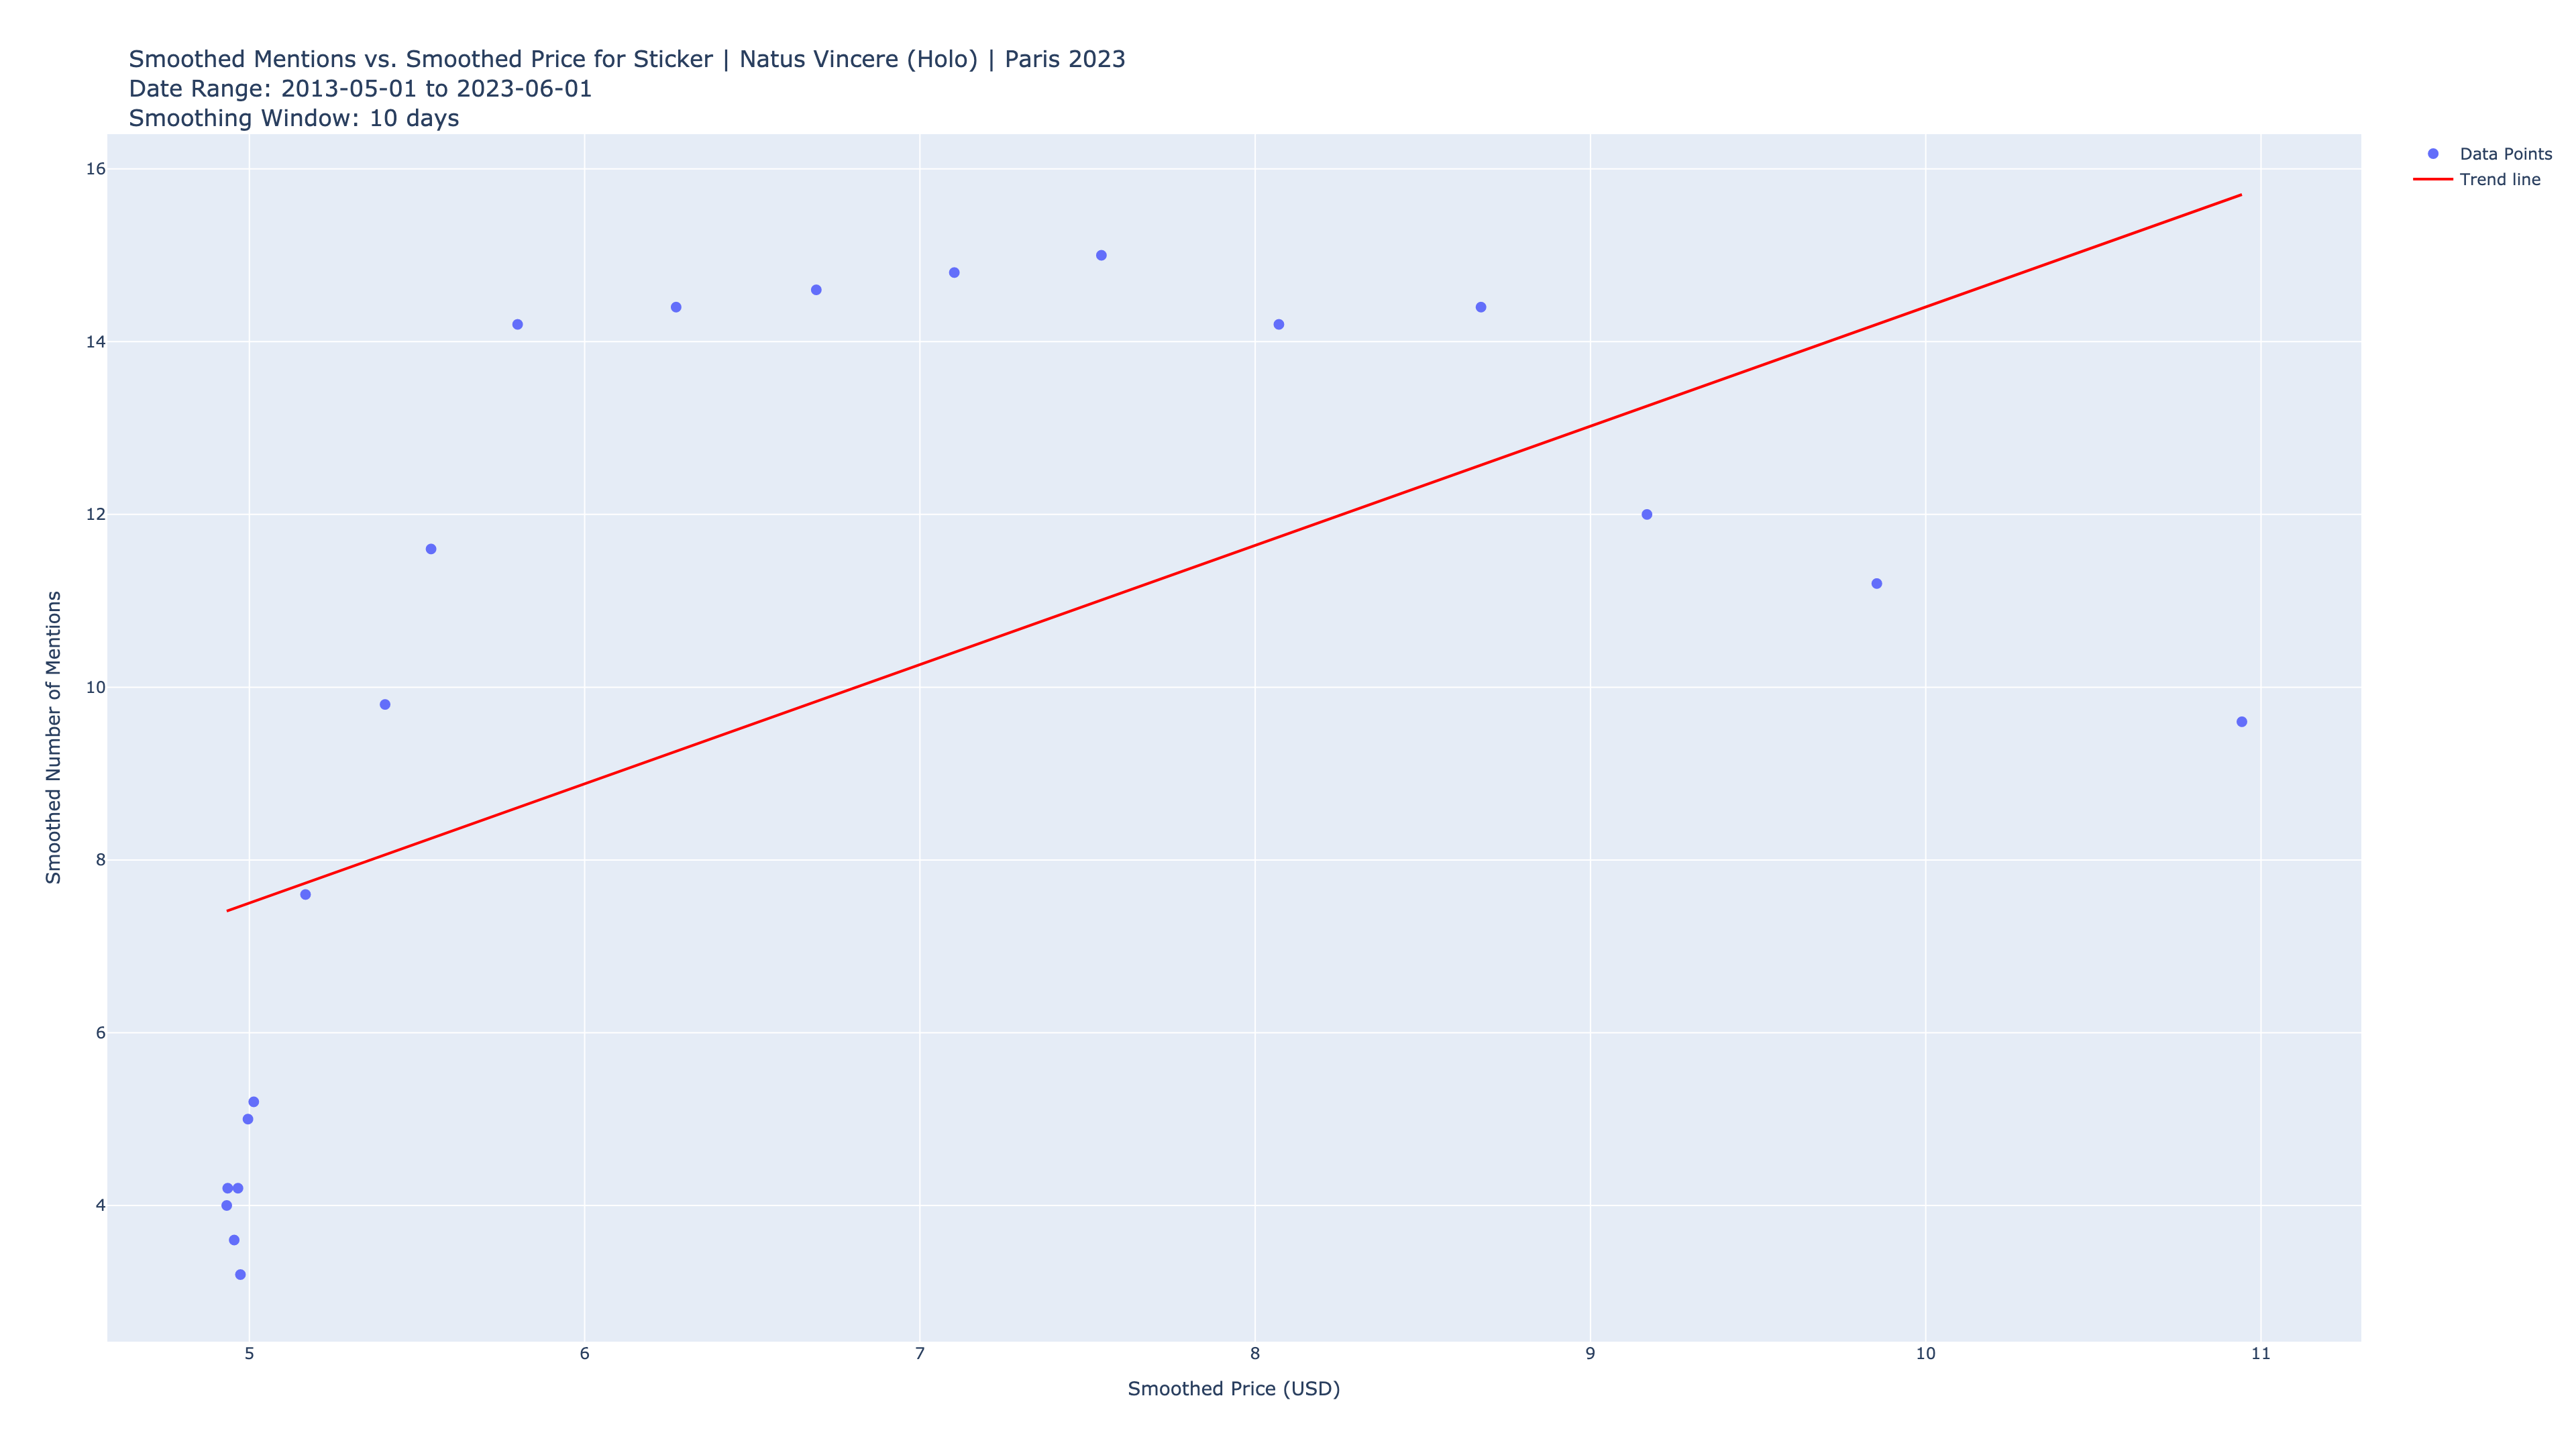 Smoothed Mentions vs. Smoothed Price for Sticker | Natus Vincere (Holo) | Paris 2023
Date Range: 2013-05-01 to 2023-06-01
Smoothing Window: 10 days
Data Points
Trend line
Smoothed Number of Mentions
16
14
12
10
8
6
4
5 6 7 8 9 10 11
Smoothed Price (USD)